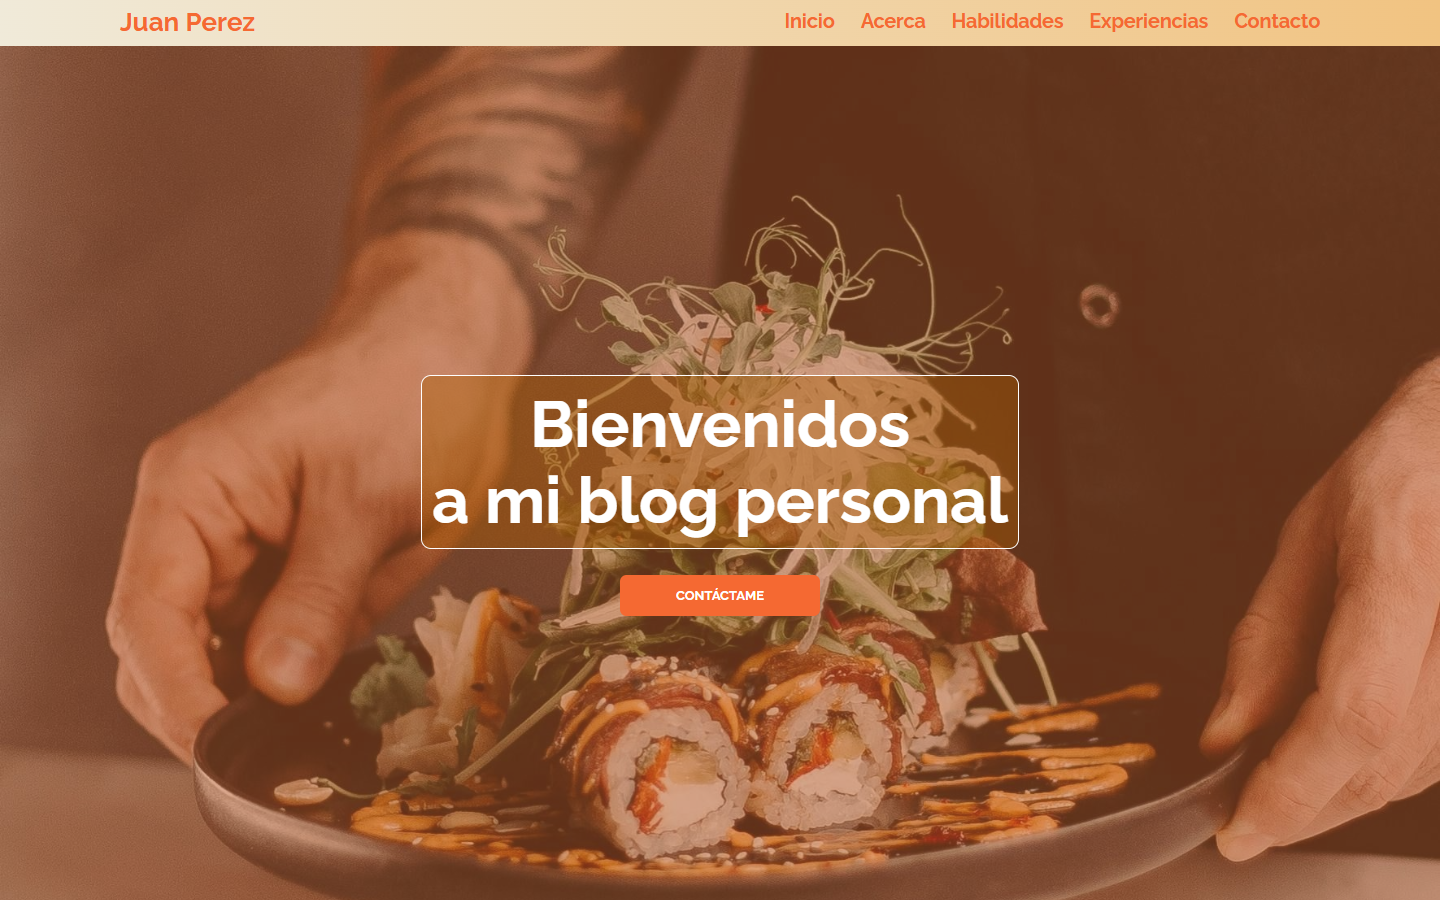 Juan Perez
Inicio Acerca Habilidades Experiencias Contacto
Bienvenidos
a mi blog personal
CONTÁCTAME